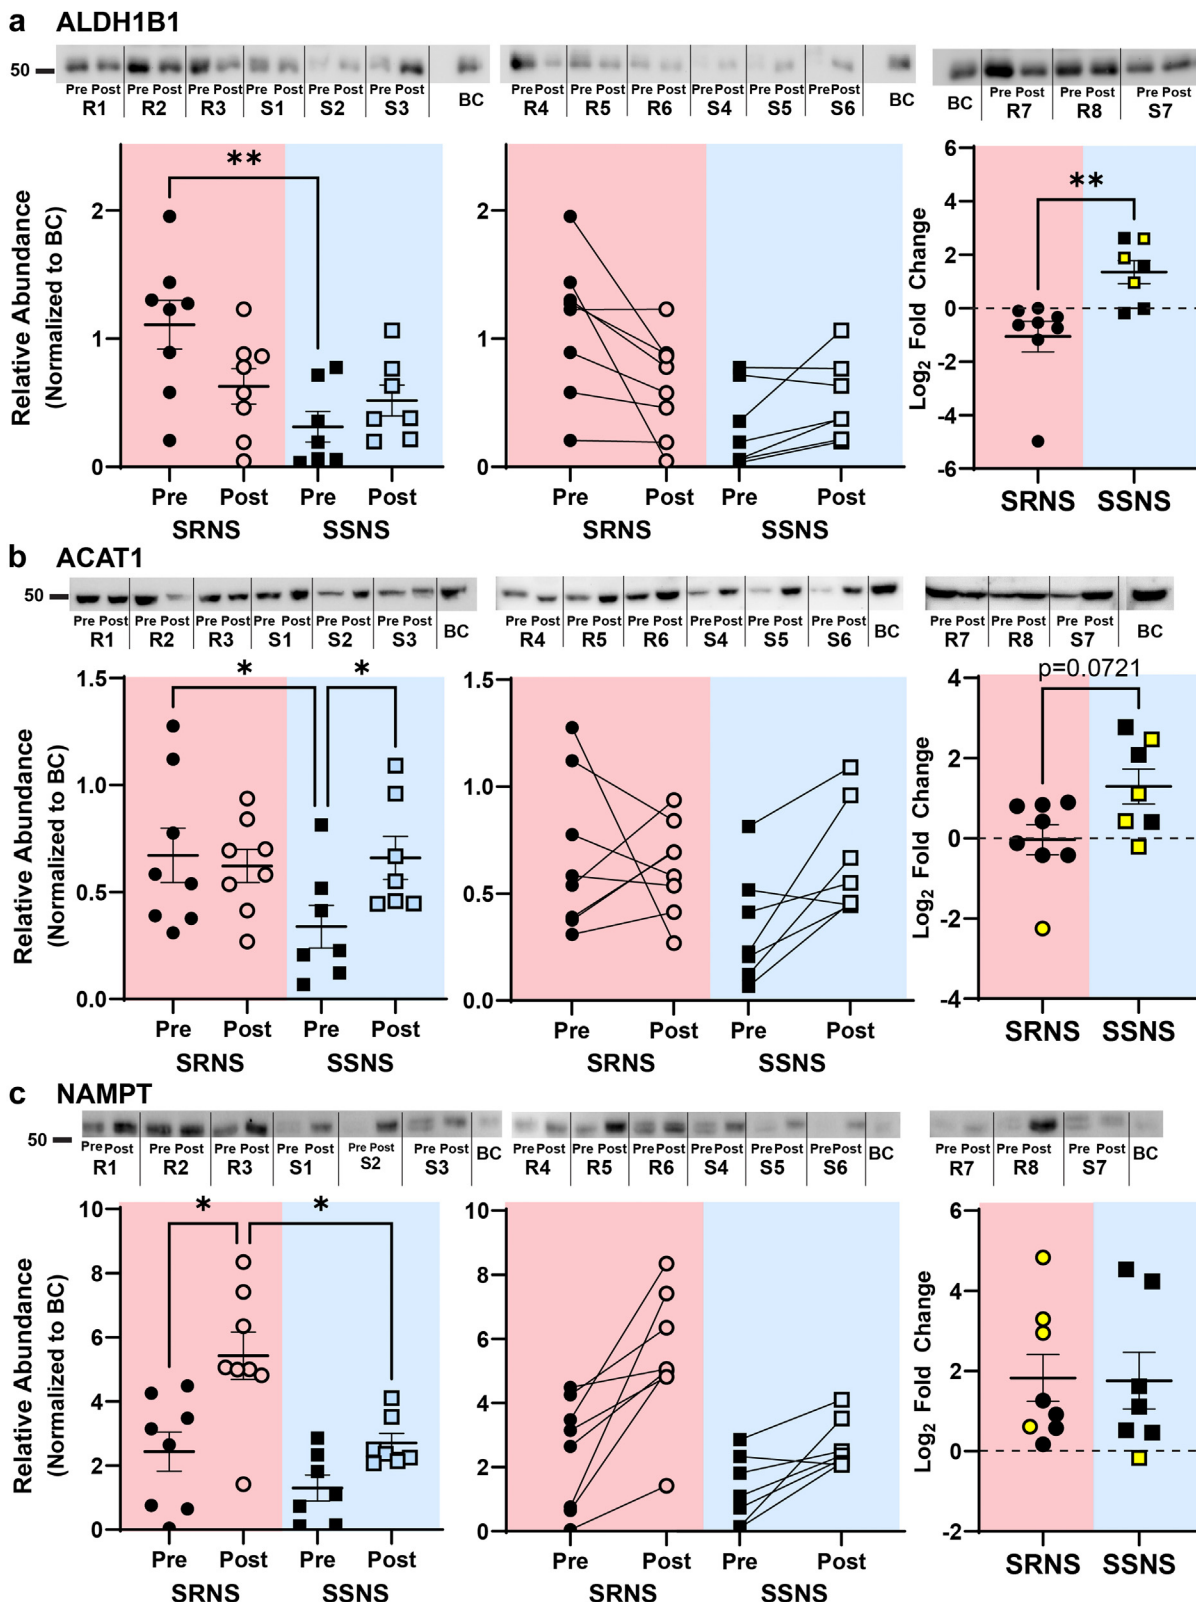 a ALDH1B1
50
Pre Post Pre Post Pre Post Pre Post Pre Post Pre Post
R1 R2 R3 S1 S2 S3 BC
Pre Post Pre Post Pre Post Pre Post Pre Post Pre Post
R4 R5 R6 S4 S5 S6 BC
Pre Post Pre Post Pre Post
BC R7 R8 S7
Relative Abundance
(Normalized to BC)
2
1
0
**
Pre Post Pre Post
SRNS SSNS
2
1
0
Pre Post Pre Post
SRNS SSNS
Log2 Fold Change
6
4
2
0
-2
-4
-6
**
SRNS SSNS
b ACAT1
50
Pre Post Pre Post Pre Post Pre Post Pre Post Pre Post
R1 R2 R3 S1 S2 S3 BC
Pre Post Pre Post Pre Post Pre Post Pre Post Pre Post
R4 R5 R6 S4 S5 S6 BC
Pre Post Pre Post Pre Post
R7 R8 S7 BC
Relative Abundance
(Normalized to BC)
1.5
1.0
0.5
0.0
* *
Pre Post Pre Post
SRNS SSNS
1.5
1.0
0.5
0.0
Pre Post Pre Post
SRNS SSNS
Log2 Fold Change
4
2
0
-2
-4
p=0.0721
SRNS SSNS
c NAMPT
50
Pre Post Pre Post Pre Post Pre Post Pre Post Pre Post
R1 R2 R3 S1 S2 S3 BC
Pre Post Pre Post Pre Post Pre Post Pre Post Pre Post
R4 R5 R6 S4 S5 S6 BC
Pre Post Pre Post Pre Post
R7 R8 S7 BC
Relative Abundance
(Normalized to BC)
10
8
6
4
2
0
* *
Pre Post Pre Post
SRNS SSNS
10
8
6
4
2
0
Pre Post Pre Post
SRNS SSNS
Log2 Fold Change
6
4
2
0
-2
SRNS SSNS